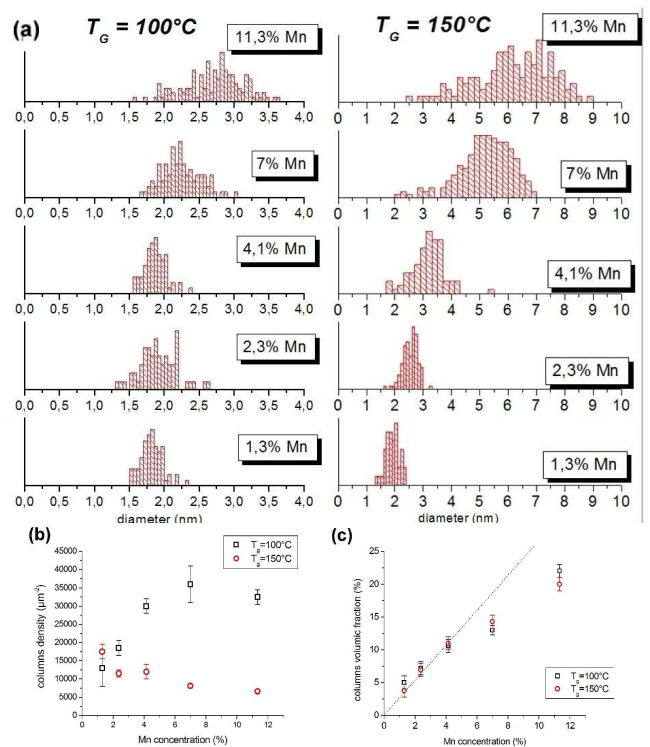 (a)
T_G = 100°C
T_G = 150°C
11,3% Mn
0,0 0,5 1,0 1,5 2,0 2,5 3,0 3,5 4,0
7% Mn
0,0 0,5 1,0 1,5 2,0 2,5 3,0 3,5 4,0
4,1% Mn
0,0 0,5 1,0 1,5 2,0 2,5 3,0 3,5 4,0
2,3% Mn
0,0 0,5 1,0 1,5 2,0 2,5 3,0 3,5 4,0
1,3% Mn
0,0 0,5 1,0 1,5 2,0 2,5 3,0 3,5 4,0
diameter (nm)
11,3% Mn
0 1 2 3 4 5 6 7 8 9 10
7% Mn
0 1 2 3 4 5 6 7 8 9 10
4,1% Mn
0 1 2 3 4 5 6 7 8 9 10
2,3% Mn
0 1 2 3 4 5 6 7 8 9 10
1,3% Mn
0 1 2 3 4 5 6 7 8 9 10
diameter (nm)
(b)
45000
40000
35000
30000
25000
20000
15000
10000
5000
0
columns density (µm⁻²)
T_g=100°C
T_g=150°C
0 2 4 6 8 10 12
Mn concentration (%)
(c)
25
20
15
10
5
0
columns volumic fraction (%)
T_g=100°C
T_g=150°C
0 2 4 6 8 10 12
Mn concentration (%)